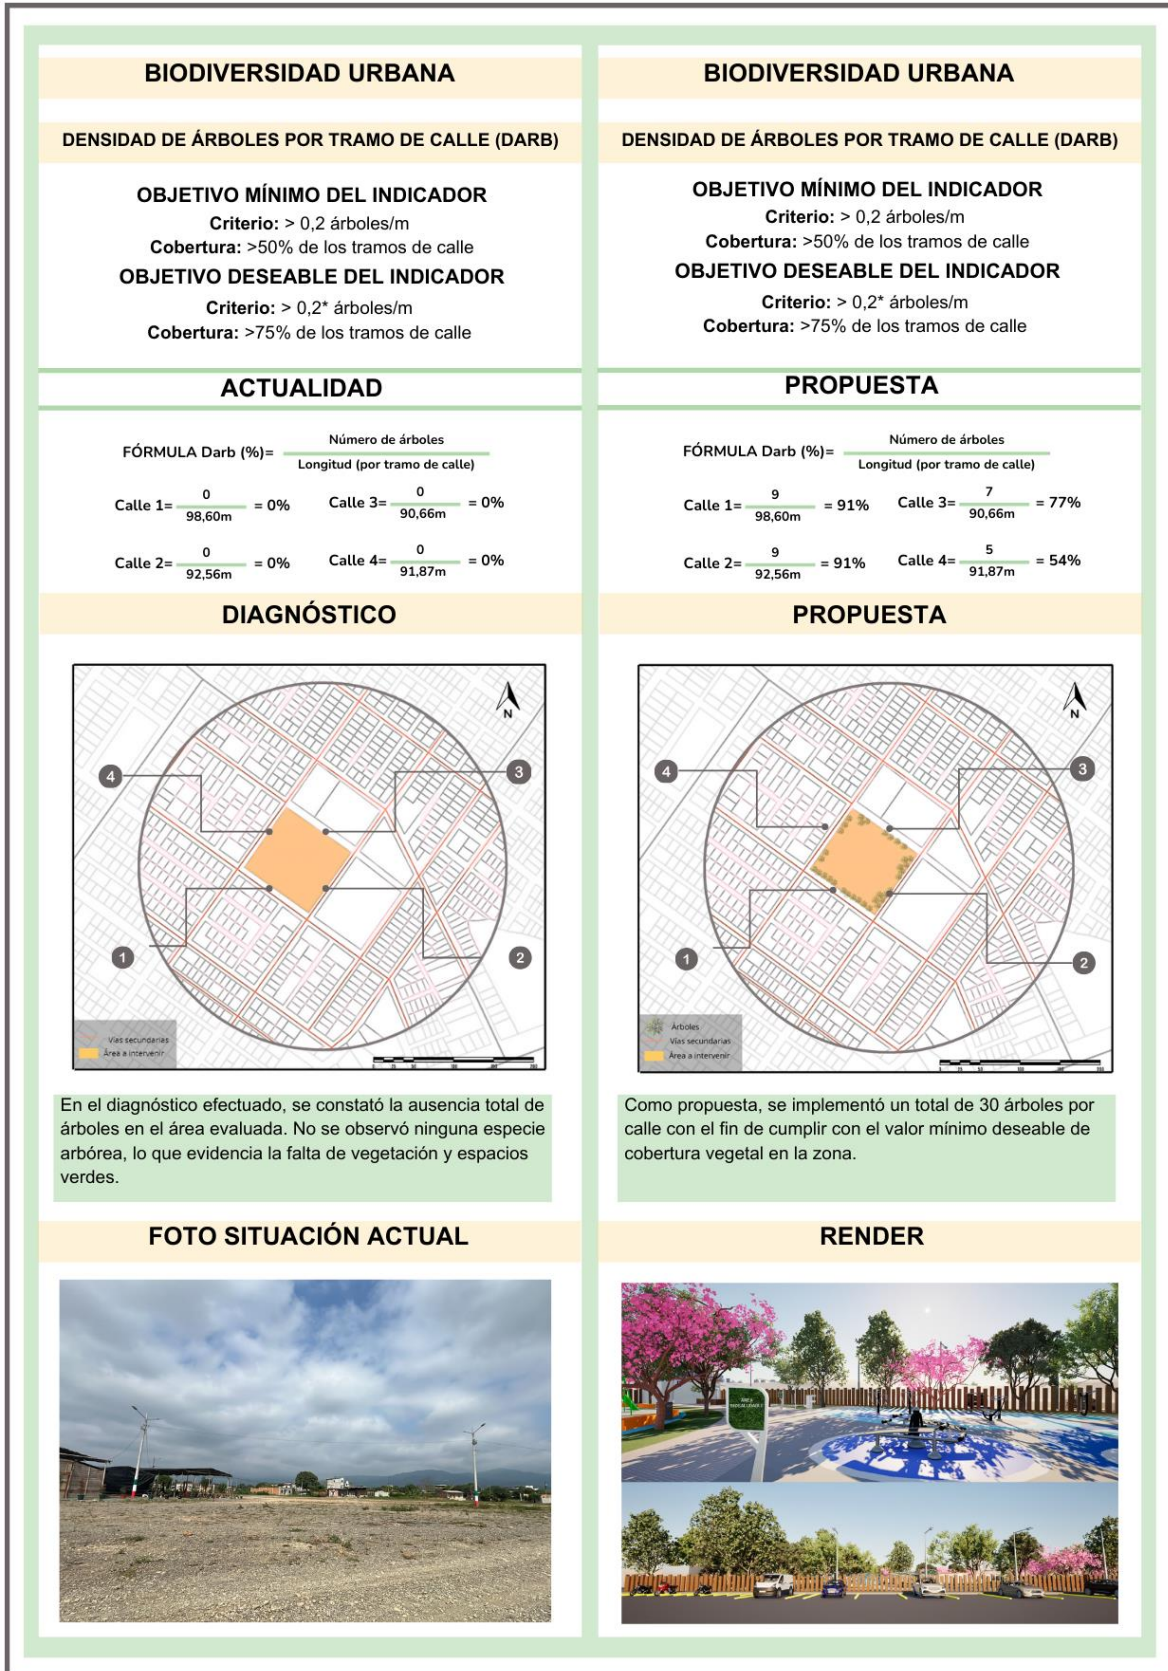 BIODIVERSIDAD URBANA
DENSIDAD DE ÁRBOLES POR TRAMO DE CALLE (DARB)
OBJETIVO MÍNIMO DEL INDICADOR
Criterio: > 0,2 árboles/m
Cobertura: >50% de los tramos de calle
OBJETIVO DESEABLE DEL INDICADOR
Criterio: > 0,2* árboles/m
Cobertura: >75% de los tramos de calle
ACTUALIDAD
FÓRMULA Darb (%)= Número de árboles
Longitud (por tramo de calle)
Calle 1= 0 / 98,60m = 0%
Calle 3= 0 / 90,66m = 0%
Calle 2= 0 / 92,56m = 0%
Calle 4= 0 / 91,87m = 0%
DIAGNÓSTICO
N
4
3
1
2
Vías secundarias
Área a intervenir
En el diagnóstico efectuado, se constató la ausencia total de
árboles en el área evaluada. No se observó ninguna especie
arbórea, lo que evidencia la falta de vegetación y espacios
verdes.
FOTO SITUACIÓN ACTUAL
BIODIVERSIDAD URBANA
DENSIDAD DE ÁRBOLES POR TRAMO DE CALLE (DARB)
OBJETIVO MÍNIMO DEL INDICADOR
Criterio: > 0,2 árboles/m
Cobertura: >50% de los tramos de calle
OBJETIVO DESEABLE DEL INDICADOR
Criterio: > 0,2* árboles/m
Cobertura: >75% de los tramos de calle
PROPUESTA
FÓRMULA Darb (%)= Número de árboles
Longitud (por tramo de calle)
Calle 1= 9 / 98,60m = 91%
Calle 3= 7 / 90,66m = 77%
Calle 2= 9 / 92,56m = 91%
Calle 4= 5 / 91,87m = 54%
PROPUESTA
N
4
3
1
2
Árboles
Vías secundarias
Área a intervenir
Como propuesta, se implementó un total de 30 árboles por
calle con el fin de cumplir con el valor mínimo deseable de
cobertura vegetal en la zona.
RENDER